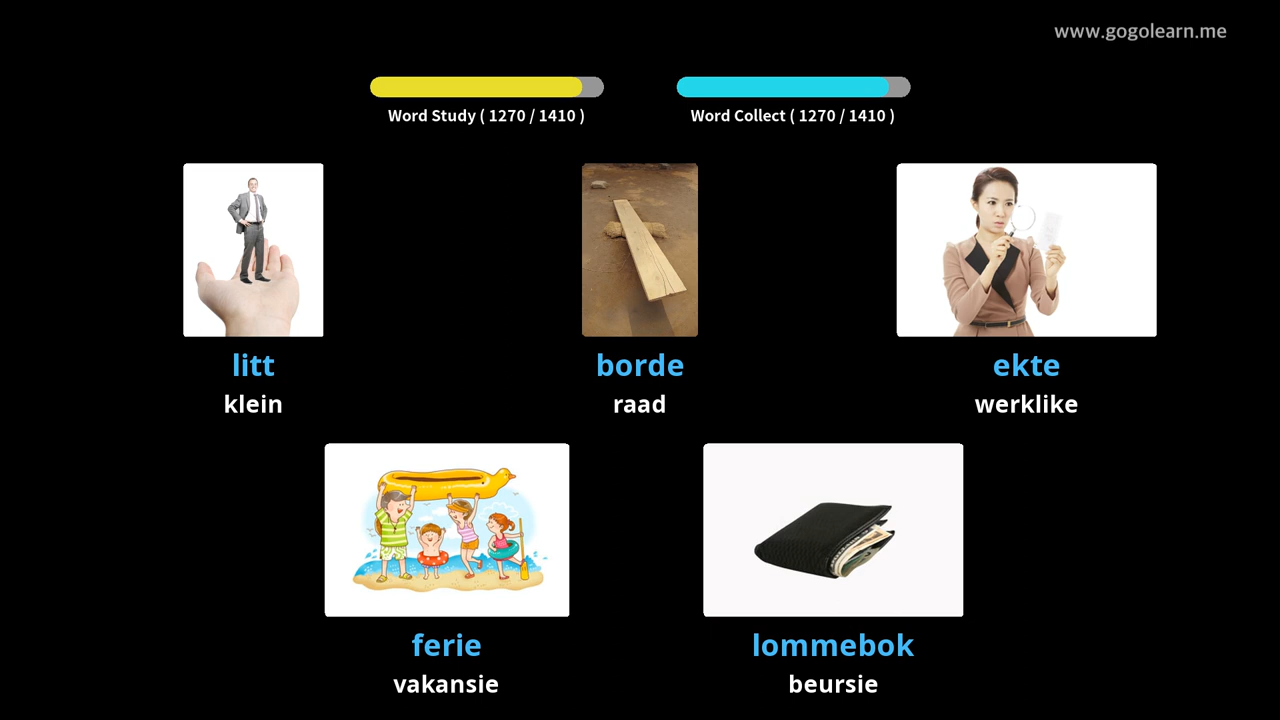 www.gogolearn.me
Word Study ( 1270 / 1410 )
Word Collect ( 1270 / 1410 )
litt
klein
borde
raad
ekte
werklike
ferie
vakansie
lommebok
beursie